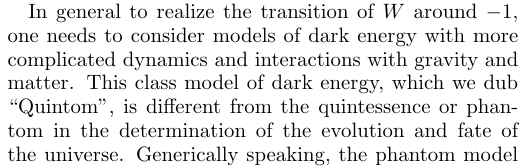 In general to realize the transition of W around −1,
one needs to consider models of dark energy with more
complicated dynamics and interactions with gravity and
matter. This class model of dark energy, which we dub
“Quintom”, is different from the quintessence or phan-
tom in the determination of the evolution and fate of
the universe. Generically speaking, the phantom model